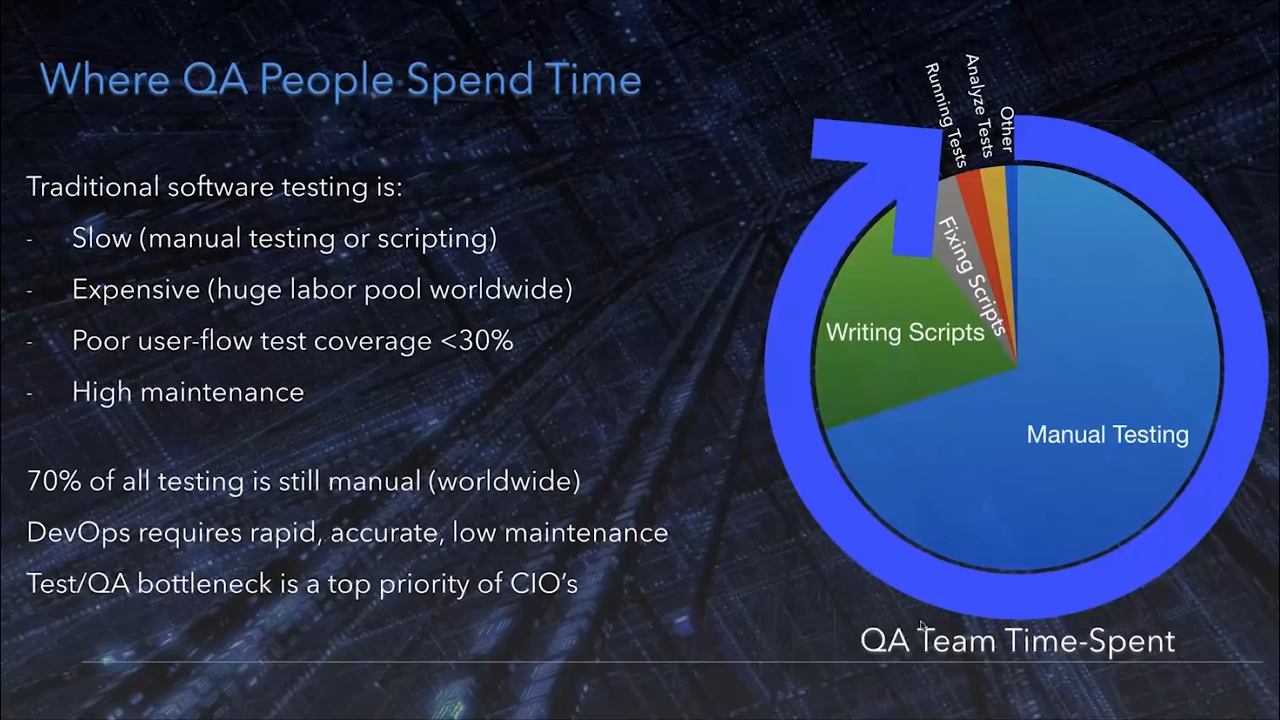 Where QA People Spend Time
Traditional software testing is:
- Slow (manual testing or scripting)
- Expensive (huge labor pool worldwide)
- Poor user-flow test coverage <30%
- High maintenance
70% of all testing is still manual (worldwide)
DevOps requires rapid, accurate, low maintenance
Test/QA bottleneck is a top priority of CIO’s
Running Tests
Analyze Tests
Other
Fixing Scripts
Writing Scripts
Manual Testing
QA Team Time-Spent